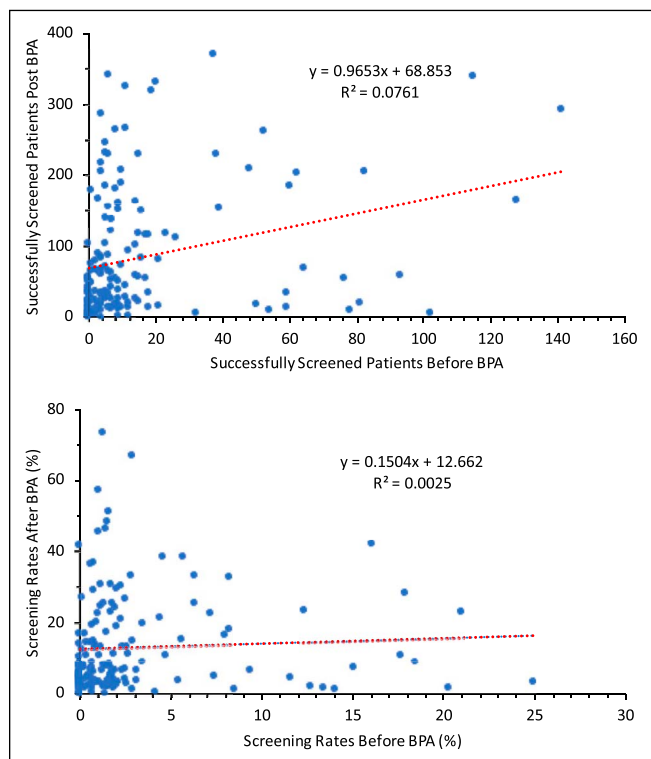 400
300
200
100
0
Successfully Screened Patients Post BPA
y = 0.9653x + 68.853
R² = 0.0761
0 20 40 60 80 100 120 140 160
Successfully Screened Patients Before BPA
80
60
40
20
0
Screening Rates After BPA (%)
y = 0.1504x + 12.662
R² = 0.0025
0 5 10 15 20 25 30
Screening Rates Before BPA (%)